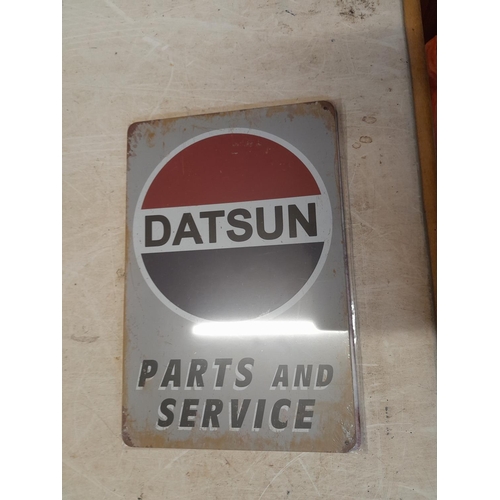 DATSUN
PARTS AND
SERVICE